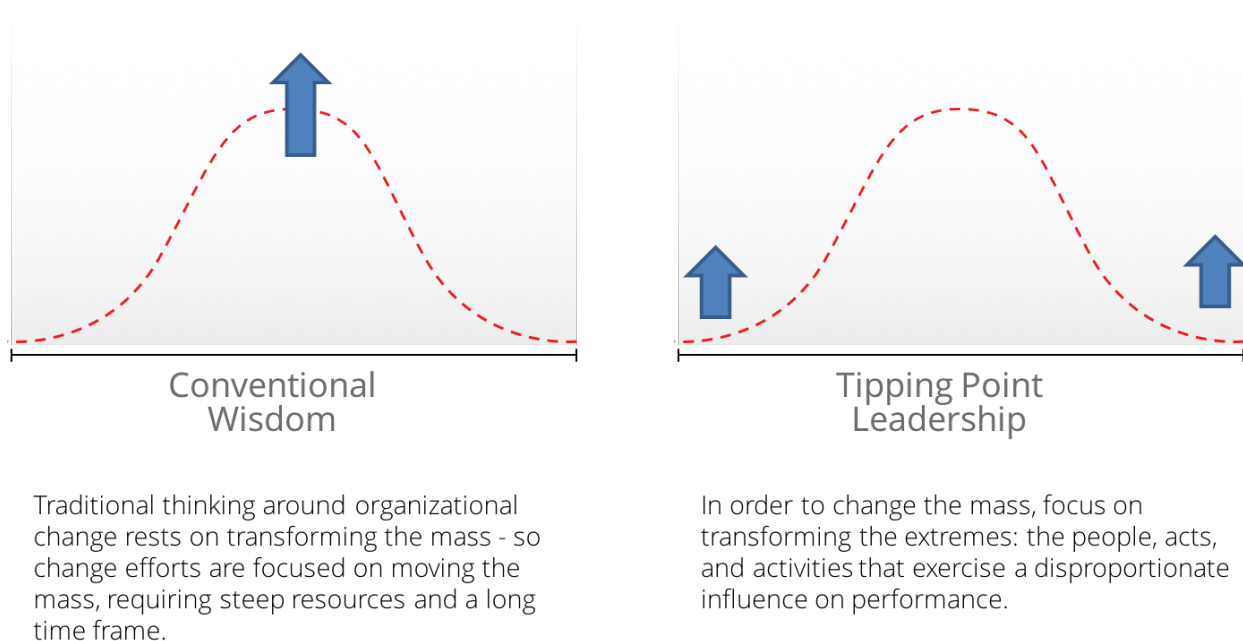 Conventional
Wisdom
Traditional thinking around organizational
change rests on transforming the mass - so
change efforts are focused on moving the
mass, requiring steep resources and a long
time frame.
Tipping Point
Leadership
In order to change the mass, focus on
transforming the extremes: the people, acts,
and activities that exercise a disproportionate
influence on performance.